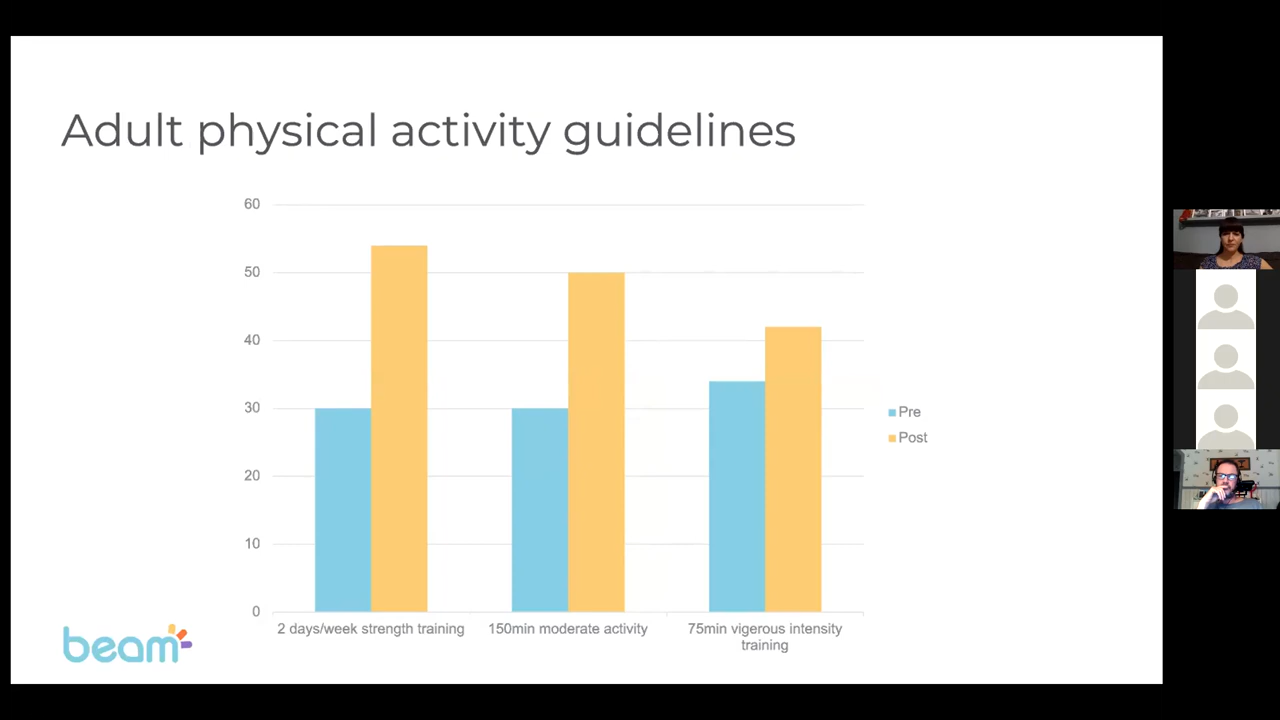 Adult physical activity guidelines
60
50
40
30
20
10
0
2 days/week strength training
150min moderate activity
75min vigerous intensity
training
Pre
Post
beam